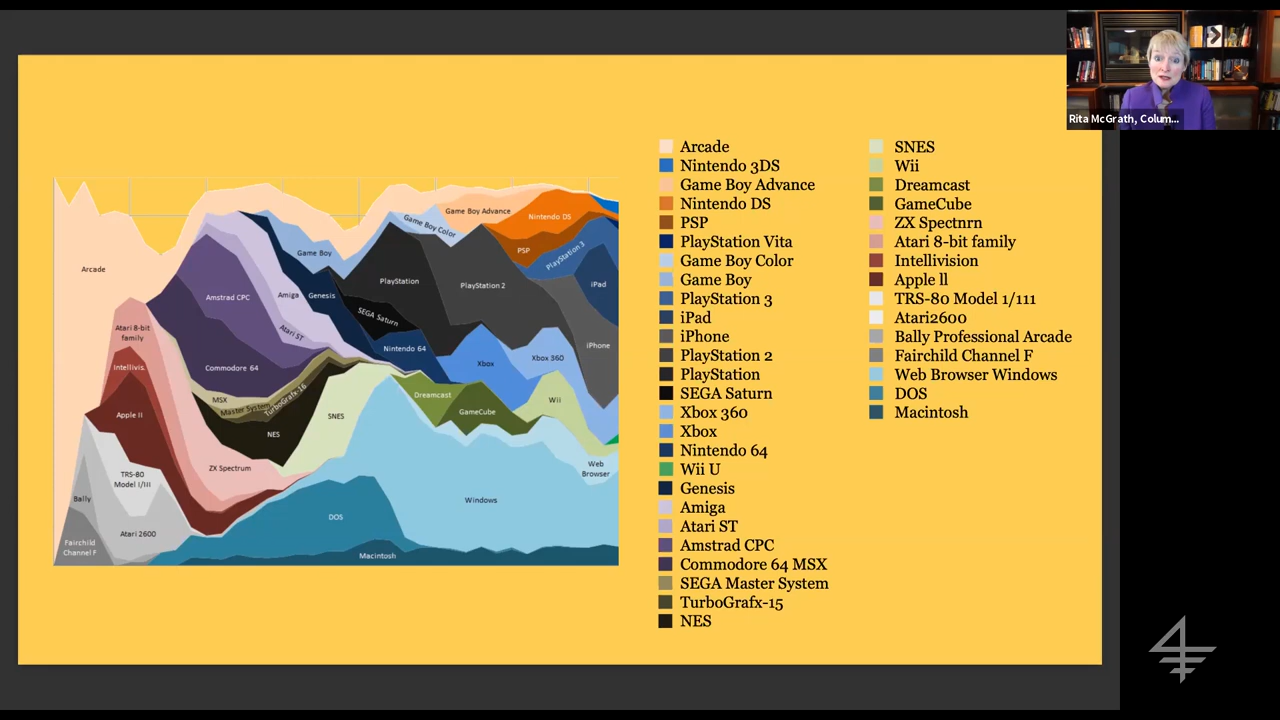 Rita McGrath, Colum...
Arcade
Atari 8-bit
family
Intellivis.
Apple II
TRS-80
Model I/III
Bally
Fairchild
Channel F
Atari 2600
Amstrad CPC
Commodore 64
MSX
Master System
TurboGrafx-16
NES
ZX Spectrum
Amiga
Atari ST
Game Boy
Genesis
SNES
DOS
Macintosh
PlayStation
SEGA Saturn
Nintendo 64
Game Boy Color
Game Boy Advance
PlayStation 2
Nintendo DS
PSP
PlayStation 3
iPad
iPhone
Xbox
Xbox 360
Dreamcast
GameCube
Wii
Web
Browser
Windows
Arcade
Nintendo 3DS
Game Boy Advance
Nintendo DS
PSP
PlayStation Vita
Game Boy Color
Game Boy
PlayStation 3
iPad
iPhone
PlayStation 2
PlayStation
SEGA Saturn
Xbox 360
Xbox
Nintendo 64
Wii U
Genesis
Amiga
Atari ST
Amstrad CPC
Commodore 64 MSX
SEGA Master System
TurboGrafx-15
NES
SNES
Wii
Dreamcast
GameCube
ZX Spectnrn
Atari 8-bit family
Intellivision
Apple ll
TRS-80 Model 1/111
Atari2600
Bally Professional Arcade
Fairchild Channel F
Web Browser Windows
DOS
Macintosh